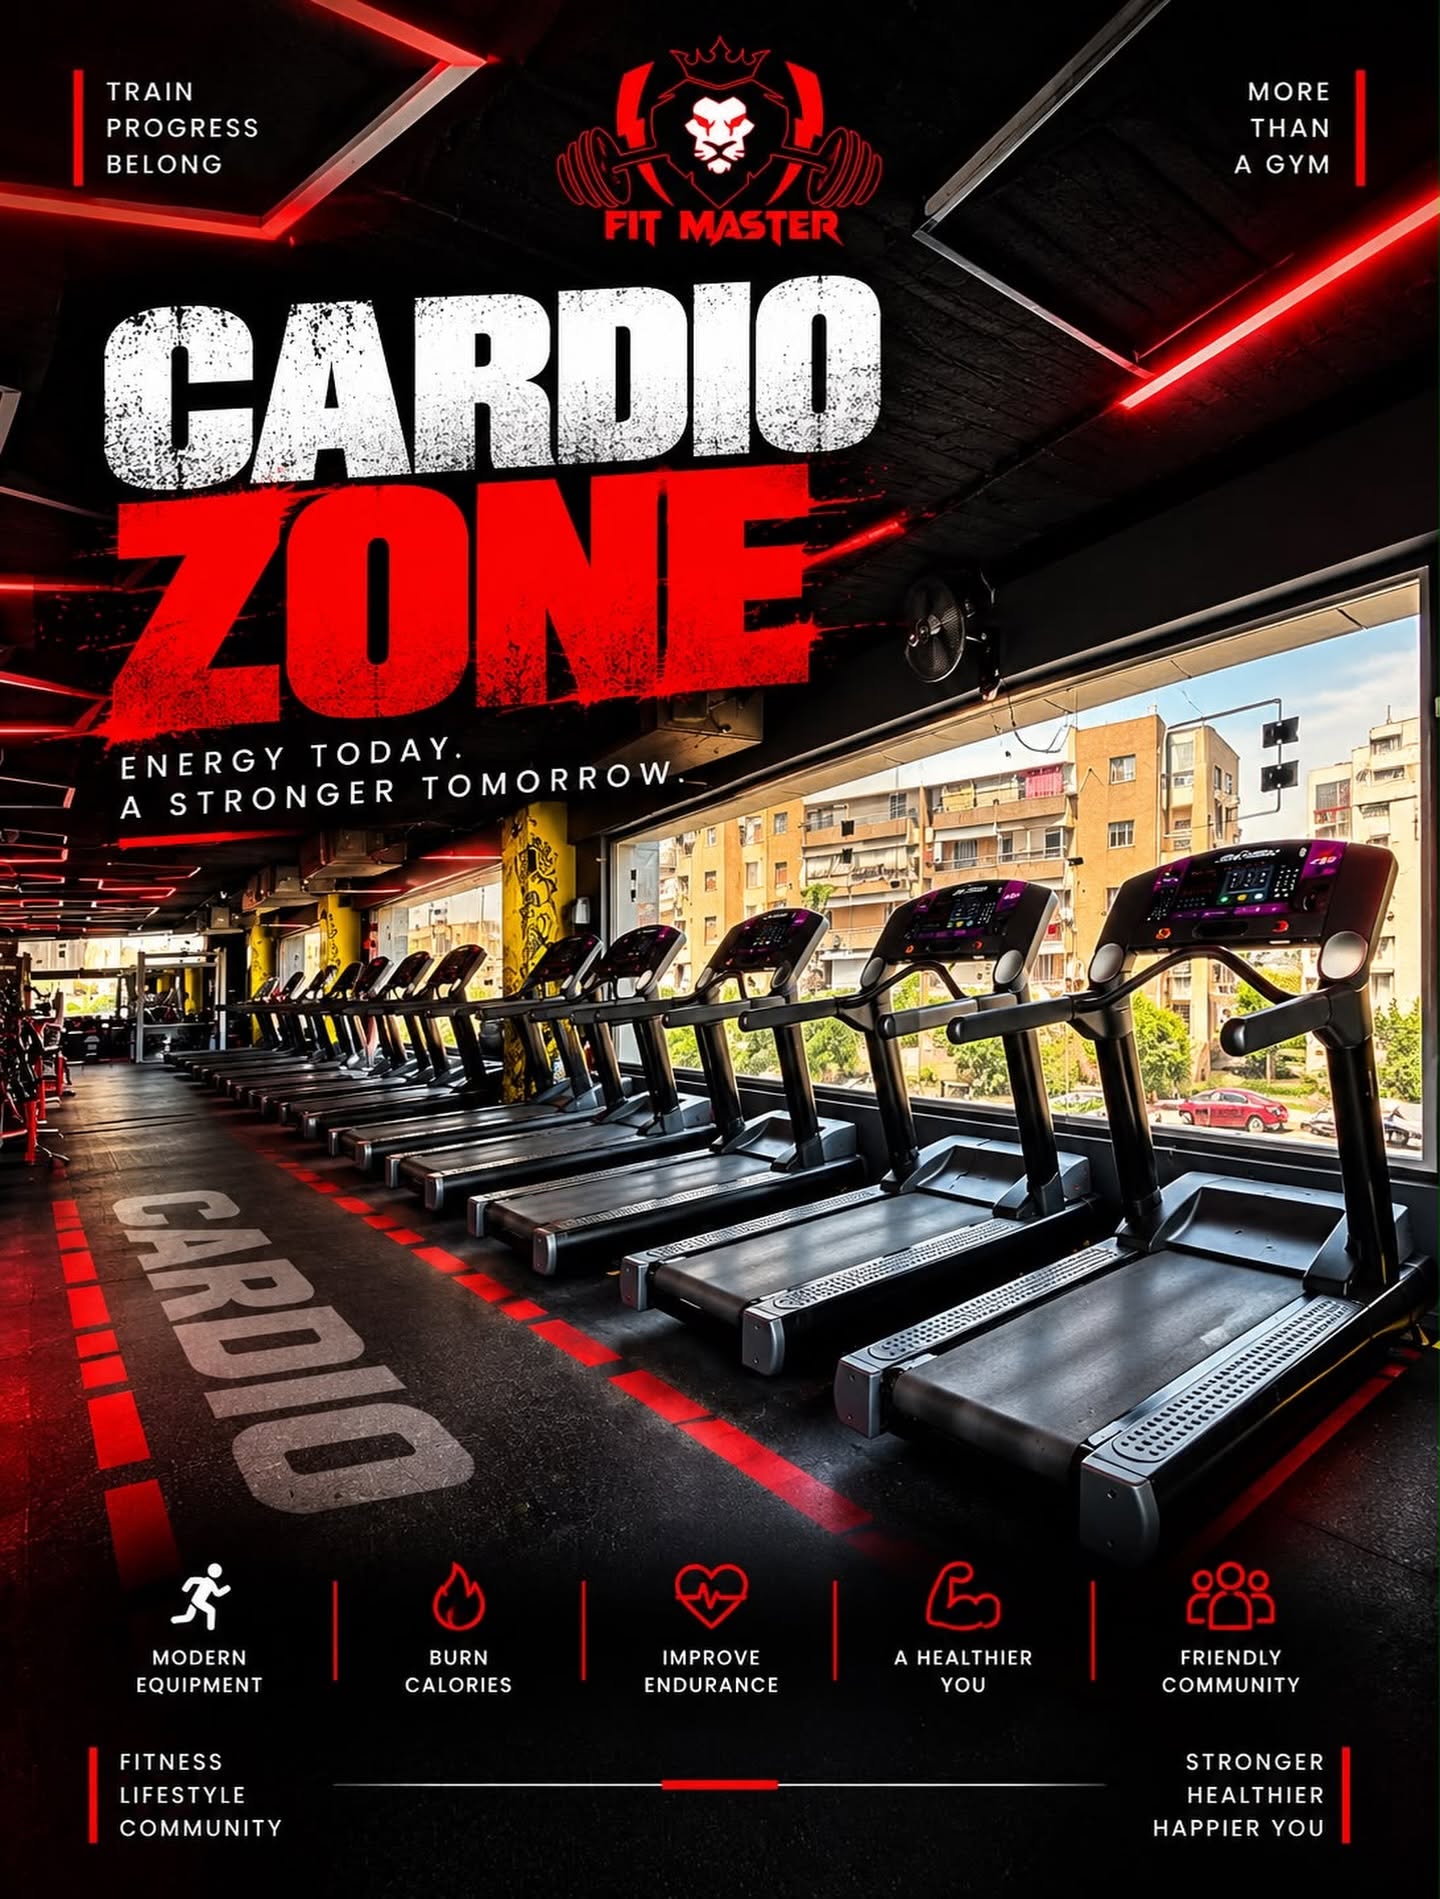 TRAIN
PROGRESS
BELONG
FIT MASTER
MORE
THAN
A GYM
CARDIO
ZONE
ENERGY TODAY.
A STRONGER TOMORROW.
CARDIO
MODERN
EQUIPMENT
BURN
CALORIES
IMPROVE
ENDURANCE
A HEALTHIER
YOU
FRIENDLY
COMMUNITY
FITNESS
LIFESTYLE
COMMUNITY
STRONGER
HEALTHIER
HAPPIER YOU